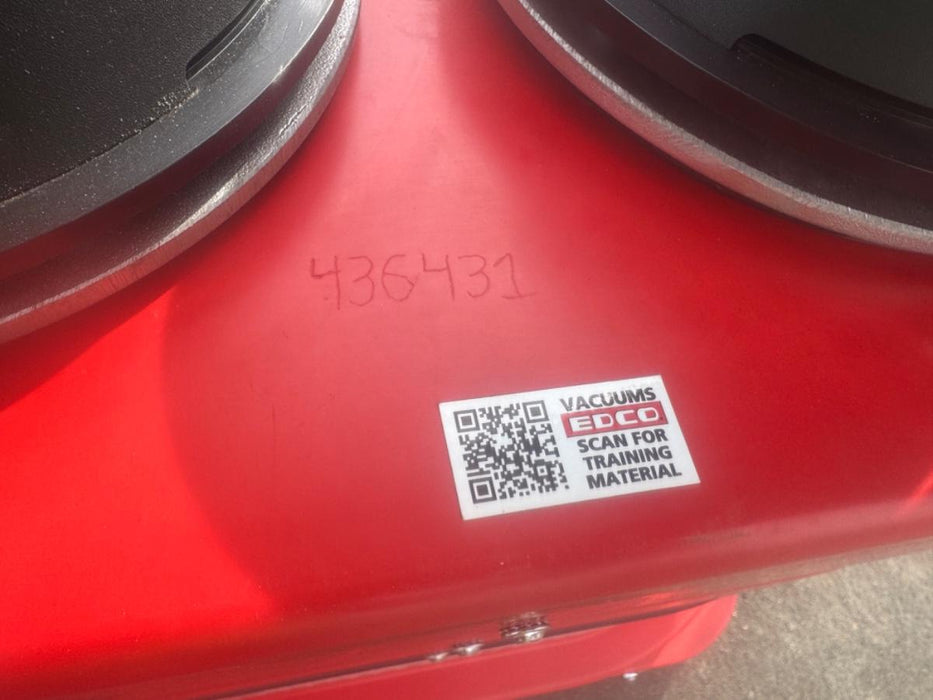 436431
VACUUMS
EDCO
SCAN FOR
TRAINING
MATERIAL